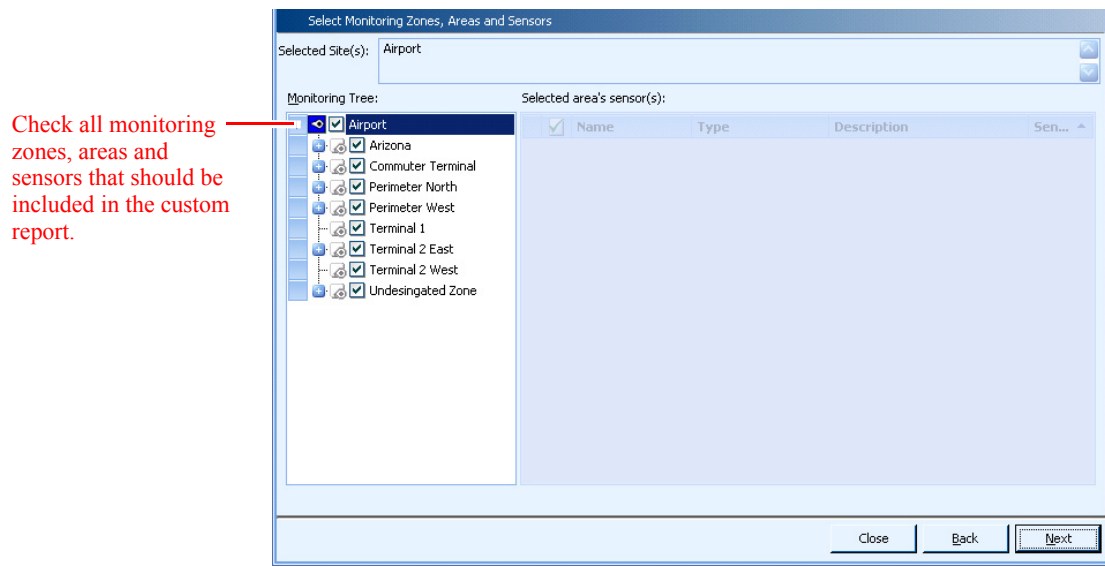 Select Monitoring Zones, Areas and Sensors
Selected Site(s): Airport
Monitoring Tree: Selected area's sensor(s):
Check all monitoring
zones, areas and
sensors that should be
included in the custom
report.
Airport
Arizona
Commuter Terminal
Perimeter North
Perimeter West
Terminal 1
Terminal 2 East
Terminal 2 West
Undesingated Zone
Name Type Description Sen...
Close Back Next